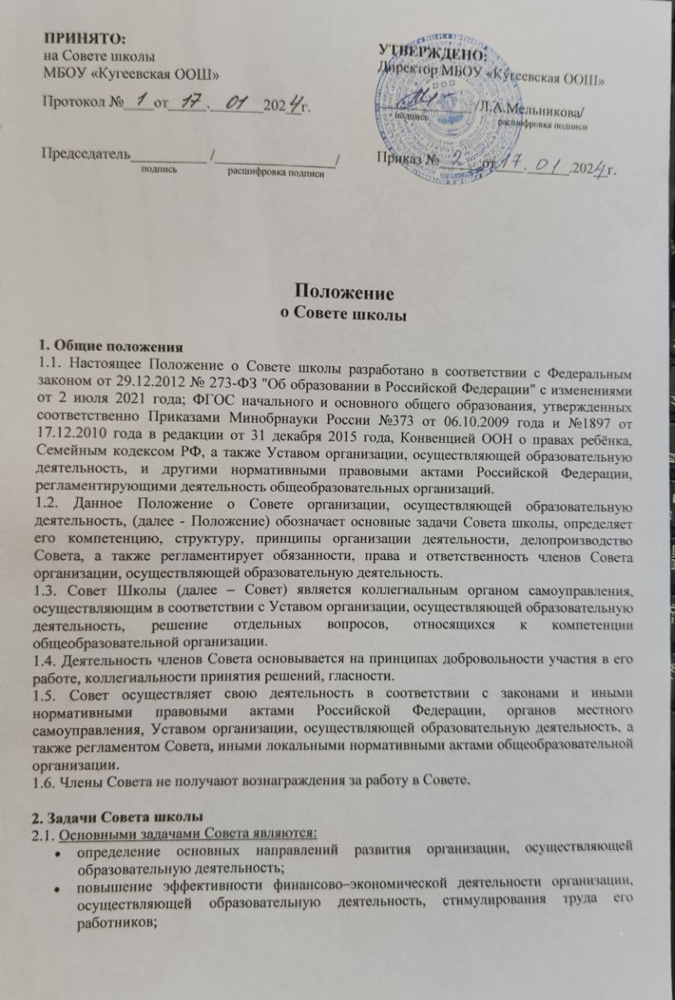 ПРИНЯТО:
на Совете школы
МБОУ «Кугеевская ООШ»
Протокол № 1 от 17 . 01 2024г.
Председатель__________ /________________/
подпись расшифровка подписи
УТВЕРЖДЕНО:
Директор МБОУ «Кугеевская ООШ»
____________ /Л.А.Мельникова/
подпись расшифровка подписи
Приказ № 2 от 17 . 01 .2024г.
Положение
о Совете школы
1. Общие положения
1.1. Настоящее Положение о Совете школы разработано в соответствии с Федеральным
законом от 29.12.2012 № 273-ФЗ "Об образовании в Российской Федерации" с изменениями
от 2 июля 2021 года; ФГОС начального и основного общего образования, утвержденных
соответственно Приказами Минобрнауки России №373 от 06.10.2009 года и №1897 от
17.12.2010 года в редакции от 31 декабря 2015 года, Конвенцией ООН о правах ребёнка,
Семейным кодексом РФ, а также Уставом организации, осуществляющей образовательную
деятельность, и другими нормативными правовыми актами Российской Федерации,
регламентирующими деятельность общеобразовательных организаций.
1.2. Данное Положение о Совете организации, осуществляющей образовательную
деятельность, (далее - Положение) обозначает основные задачи Совета школы, определяет
его компетенцию, структуру, принципы организации деятельности, делопроизводство
Совета, а также регламентирует обязанности, права и ответственность членов Совета
организации, осуществляющей образовательную деятельность.
1.3. Совет Школы (далее – Совет) является коллегиальным органом самоуправления,
осуществляющим в соответствии с Уставом организации, осуществляющей образовательную
деятельность, решение отдельных вопросов, относящихся к компетенции
общеобразовательной организации.
1.4. Деятельность членов Совета основывается на принципах добровольности участия в его
работе, коллегиальности принятия решений, гласности.
1.5. Совет осуществляет свою деятельность в соответствии с законами и иными
нормативными правовыми актами Российской Федерации, органов местного
самоуправления, Уставом организации, осуществляющей образовательную деятельность, а
также регламентом Совета, иными локальными нормативными актами общеобразовательной
организации.
1.6. Члены Совета не получают вознаграждения за работу в Совете.
2. Задачи Совета школы
2.1. Основными задачами Совета являются:
• определение основных направлений развития организации, осуществляющей
образовательную деятельность;
• повышение эффективности финансово–экономической деятельности организации,
осуществляющей образовательную деятельность, стимулирования труда его
работников;